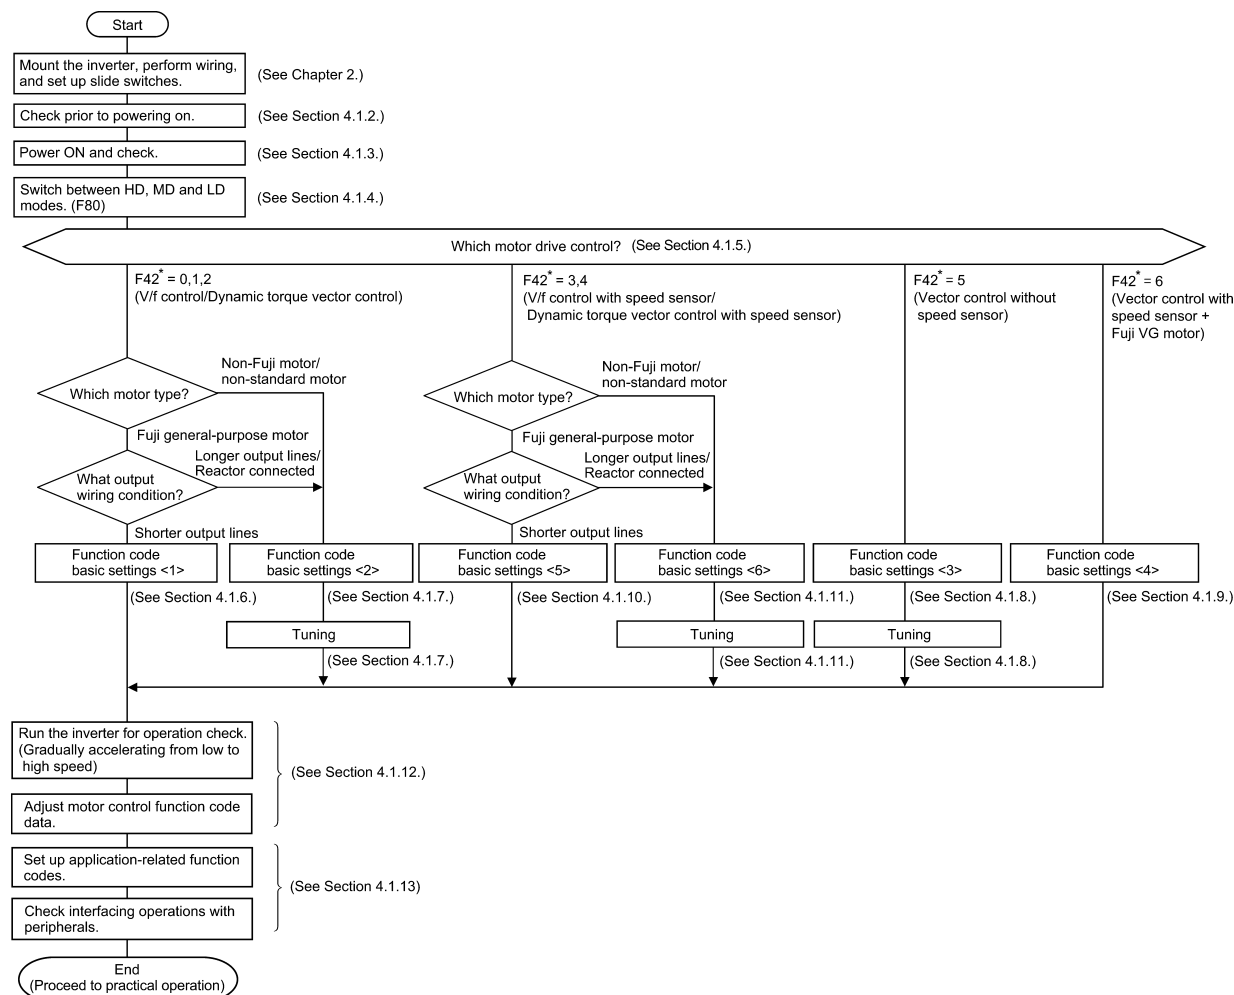 Start
Mount the inverter, perform wiring,
and set up slide switches.
(See Chapter 2.)
Check prior to powering on.
(See Section 4.1.2.)
Power ON and check.
(See Section 4.1.3.)
Switch between HD, MD and LD
modes. (F80)
(See Section 4.1.4.)
Which motor drive control? (See Section 4.1.5.)
F42* = 0,1,2
(V/f control/Dynamic torque vector control)
F42* = 3,4
(V/f control with speed sensor/
Dynamic torque vector control with speed sensor)
F42* = 5
(Vector control without
speed sensor)
F42* = 6
(Vector control with
speed sensor +
Fuji VG motor)
Which motor type?
Non-Fuji motor/
non-standard motor
Fuji general-purpose motor
What output
wiring condition?
Longer output lines/
Reactor connected
Shorter output lines
Which motor type?
Non-Fuji motor/
non-standard motor
Fuji general-purpose motor
What output
wiring condition?
Longer output lines/
Reactor connected
Shorter output lines
Function code
basic settings <1>
(See Section 4.1.6.)
Function code
basic settings <2>
(See Section 4.1.7.)
Function code
basic settings <5>
(See Section 4.1.10.)
Function code
basic settings <6>
(See Section 4.1.11.)
Function code
basic settings <3>
(See Section 4.1.8.)
Function code
basic settings <4>
(See Section 4.1.9.)
Tuning
(See Section 4.1.7.)
Tuning
(See Section 4.1.11.)
Tuning
(See Section 4.1.8.)
Run the inverter for operation check.
(Gradually accelerating from low to
high speed)
Adjust motor control function code
data.
(See Section 4.1.12.)
Set up application-related function
codes.
Check interfacing operations with
peripherals.
(See Section 4.1.13)
End
(Proceed to practical operation)